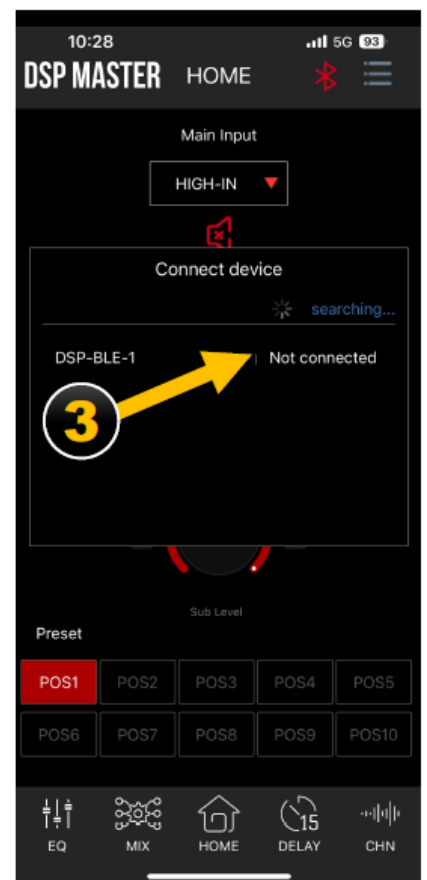 10:28
5G 93
DSP MASTER HOME
Main Input
HIGH-IN
Connect device
searching...
DSP-BLE-1 Not connected
3
Sub Level
Preset
POS1 POS2 POS3 POS4 POS5
POS6 POS7 POS8 POS9 POS10
15
EQ MIX HOME DELAY CHN